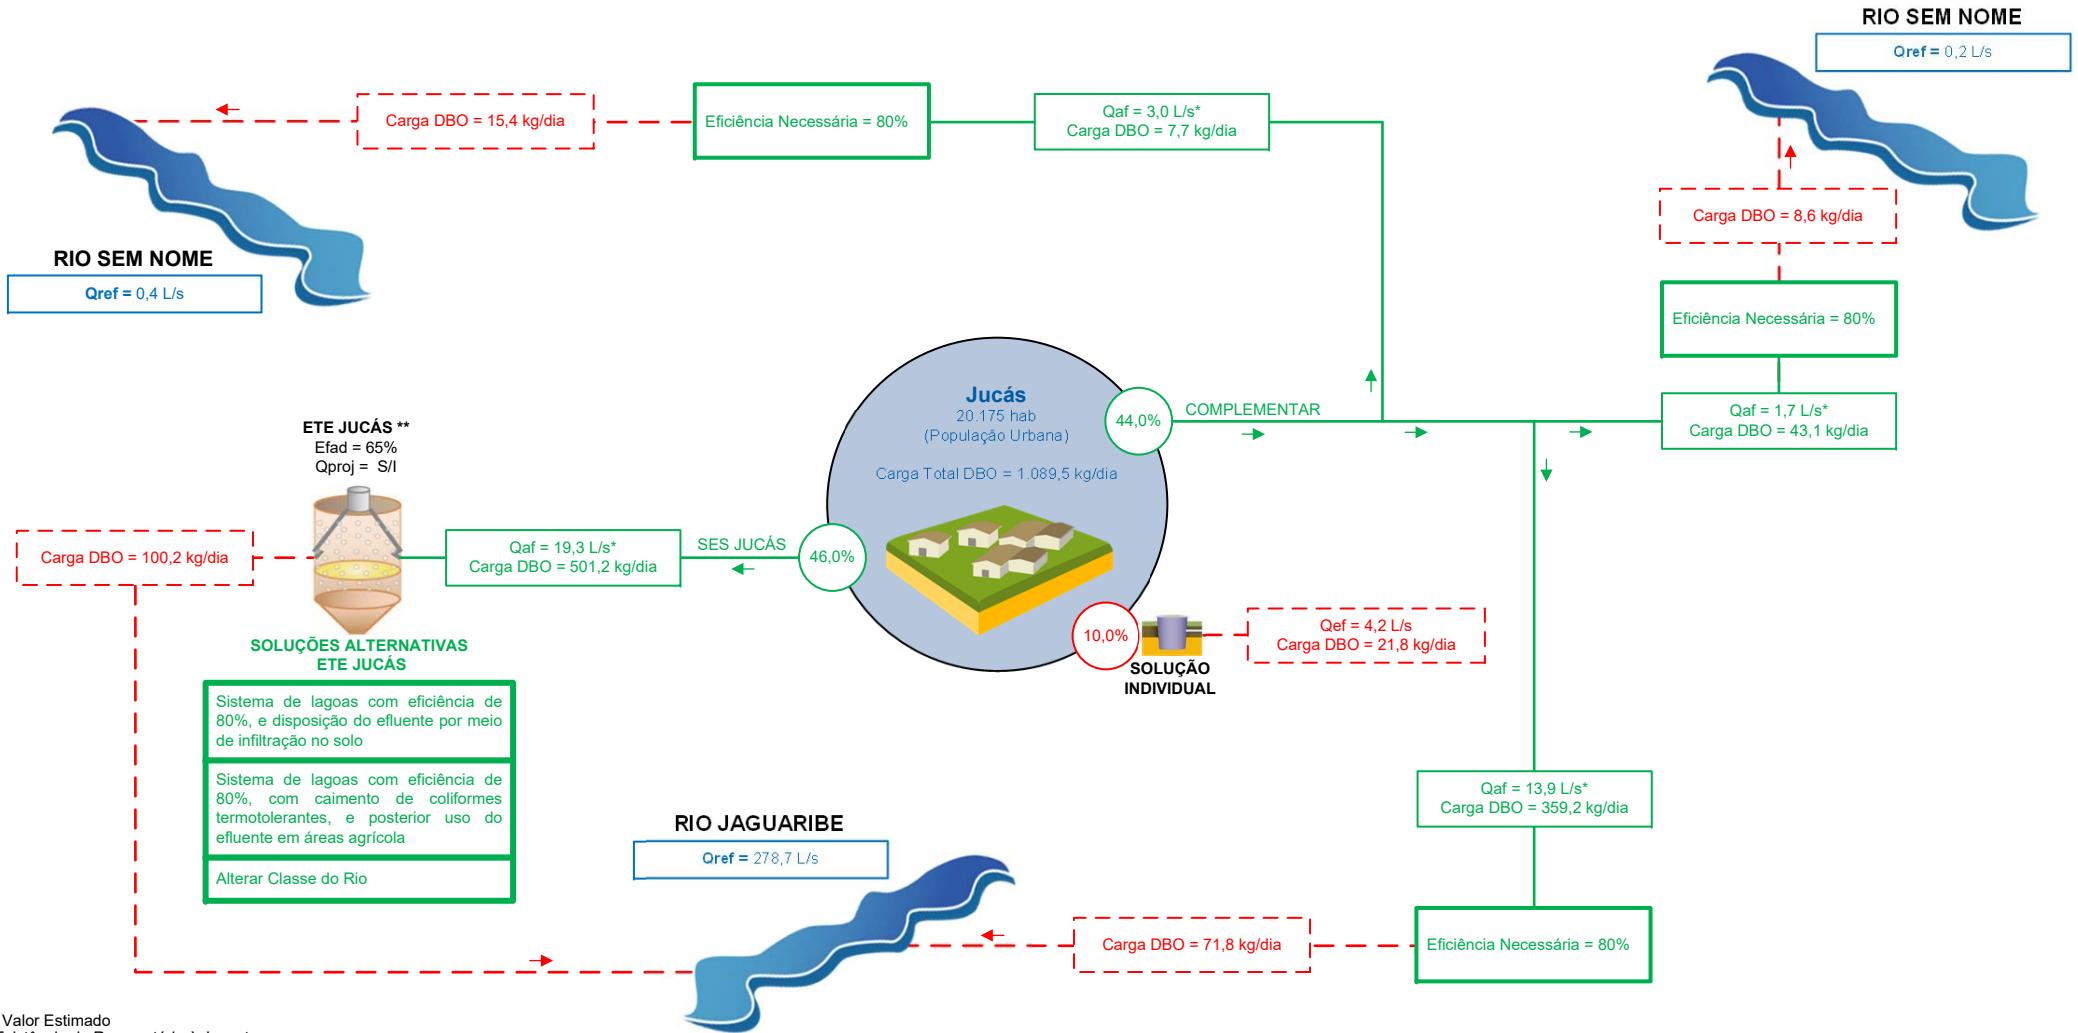 RIO SEM NOME
Qref = 0,2 L/s
Carga DBO = 15,4 kg/dia
Eficiência Necessária = 80%
Qaf = 3,0 L/s*
Carga DBO = 7,7 kg/dia
Carga DBO = 8,6 kg/dia
RIO SEM NOME
Qref = 0,4 L/s
Eficiência Necessária = 80%
Qaf = 1,7 L/s*
Carga DBO = 43,1 kg/dia
Jucás
20.175 hab
(População Urbana)
Carga Total DBO = 1.089,5 kg/dia
44,0%
COMPLEMENTAR
ETE JUCÁS **
Efad = 65%
Qproj = S/I
Carga DBO = 100,2 kg/dia
Qaf = 19,3 L/s*
Carga DBO = 501,2 kg/dia
SES JUCÁS
46,0%
10,0%
SOLUÇÃO
INDIVIDUAL
Qef = 4,2 L/s
Carga DBO = 21,8 kg/dia
SOLUÇÕES ALTERNATIVAS
ETE JUCÁS
Sistema de lagoas com eficiência de
80%, e disposição do efluente por meio
de infiltração no solo
Sistema de lagoas com eficiência de
80%, com caimento de coliformes
termotolerantes, e posterior uso do
efluente em áreas agrícola
Alterar Classe do Rio
Qaf = 13,9 L/s*
Carga DBO = 359,2 kg/dia
RIO JAGUARIBE
Qref = 278,7 L/s
Carga DBO = 71,8 kg/dia
Eficiência Necessária = 80%
Valor Estimado